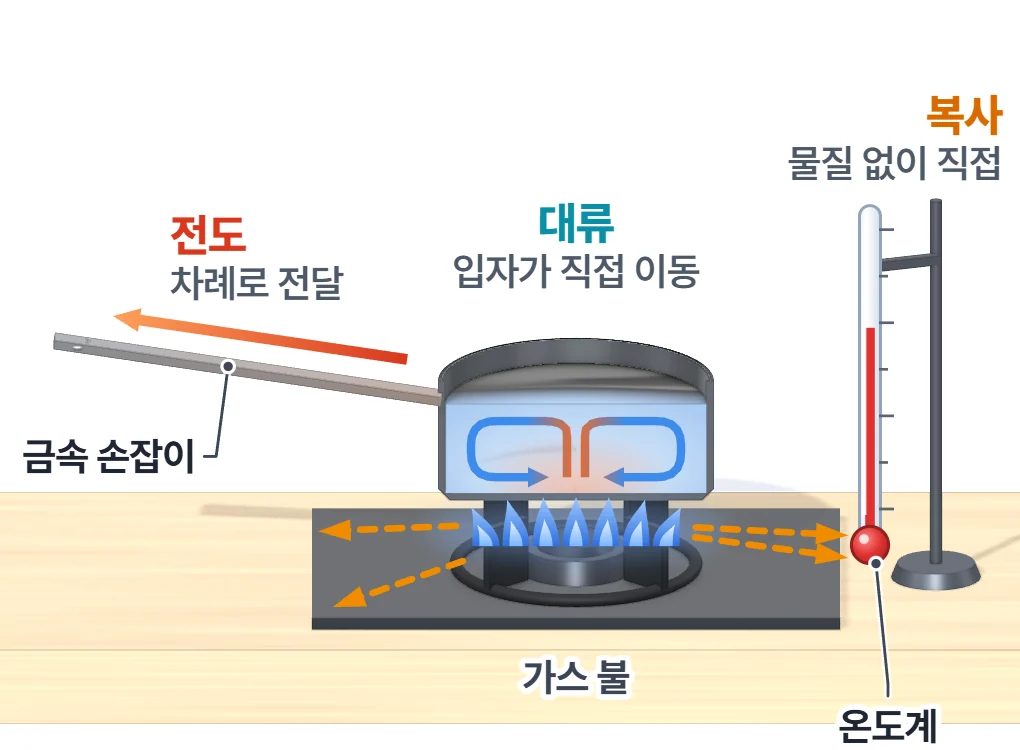 복사
물질 없이 직접
전도
차례로 전달
대류
입자가 직접 이동
금속 손잡이
가스 불
온도계